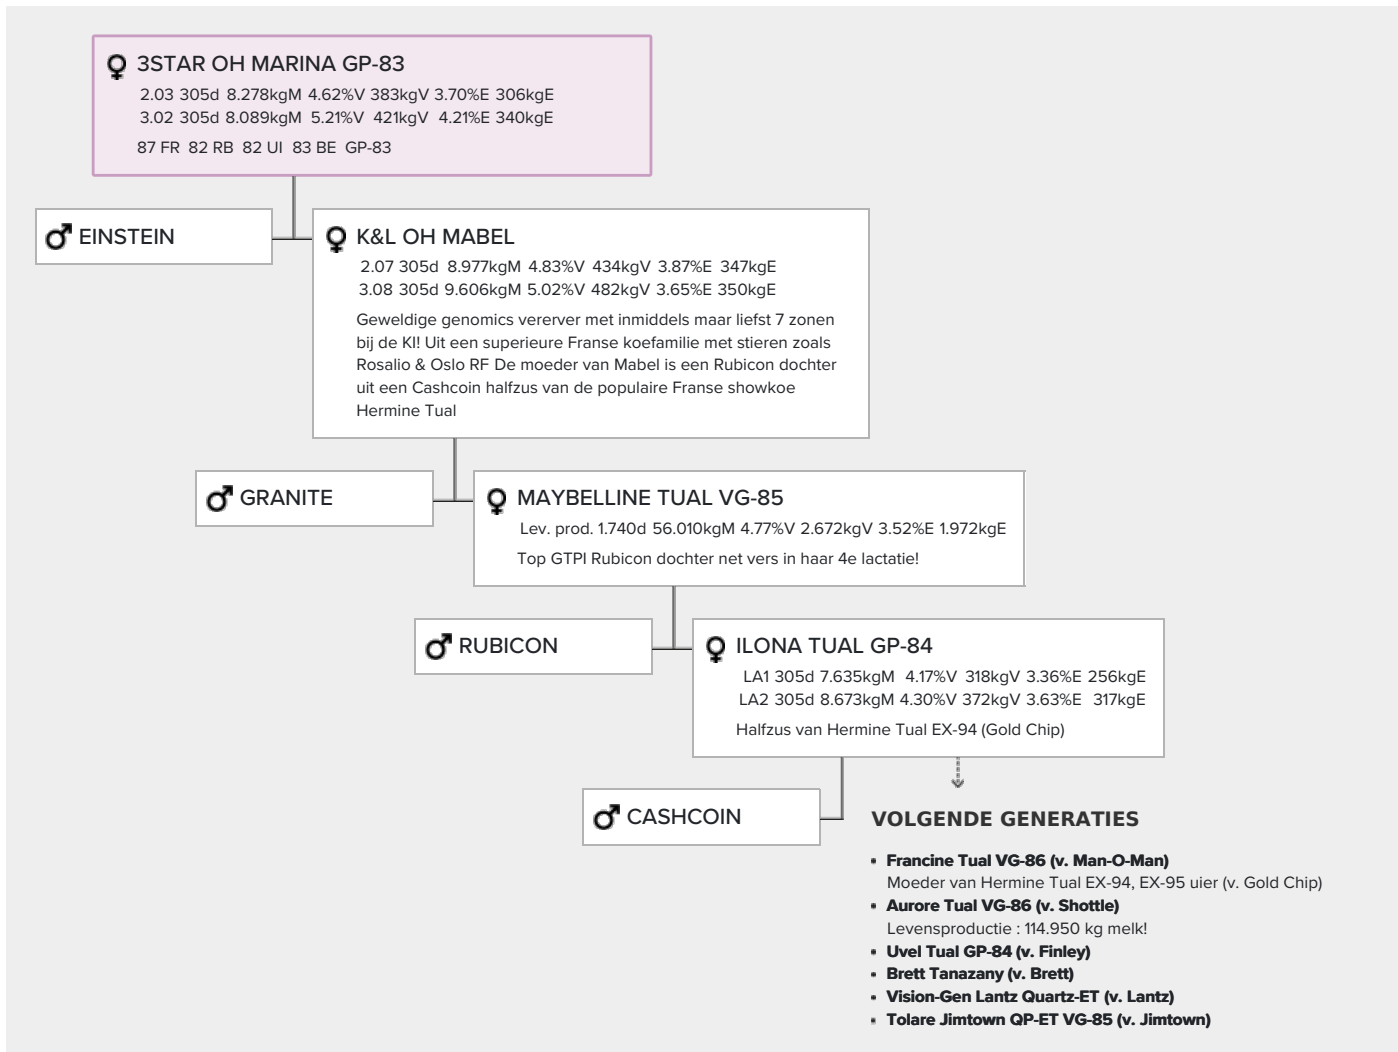 3STAR OH MARINA GP-83
2.03 305d 8.278kgM 4.62%V 383kgV 3.70%E 306kgE
3.02 305d 8.089kgM 5.21%V 421kgV 4.21%E 340kgE
87 FR 82 RB 82 UI 83 BE GP-83
EINSTEIN
K&L OH MABEL
2.07 305d 8.977kgM 4.83%V 434kgV 3.87%E 347kgE
3.08 305d 9.606kgM 5.02%V 482kgV 3.65%E 350kgE
Geweldige genomics vererver met inmiddels maar liefst 7 zonen
bij de KI! Uit een superieure Franse koefamilie met stieren zoals
Rosalio & Oslo RF De moeder van Mabel is een Rubicon dochter
uit een Cashcoin halfzus van de populaire Franse showkoe
Hermine Tual
GRANITE
MAYBELLINE TUAL VG-85
Lev. prod. 1.740d 56.010kgM 4.77%V 2.672kgV 3.52%E 1.972kgE
Top GTPI Rubicon dochter net vers in haar 4e lactatie!
RUBICON
ILONA TUAL GP-84
LA1 305d 7.635kgM 4.17%V 318kgV 3.36%E 256kgE
LA2 305d 8.673kgM 4.30%V 372kgV 3.63%E 317kgE
Halfzus van Hermine Tual EX-94 (Gold Chip)
CASHCOIN
VOLGENDE GENERATIES
Francine Tual VG-86 (v. Man-O-Man)
Moeder van Hermine Tual EX-94, EX-95 uier (v. Gold Chip)
Aurore Tual VG-86 (v. Shottle)
Levensproductie : 114.950 kg melk!
Uvel Tual GP-84 (v. Finley)
Brett Tanazany (v. Brett)
Vision-Gen Lantz Quartz-ET (v. Lantz)
Tolare Jimtown QP-ET VG-85 (v. Jimtown)